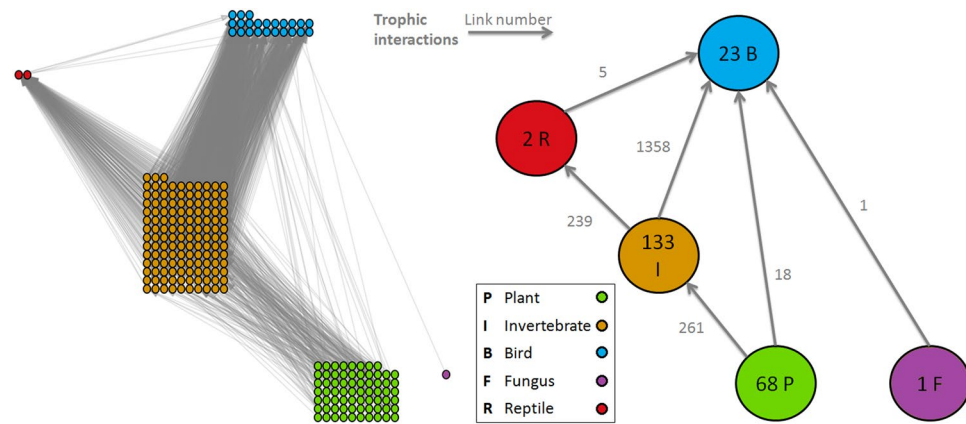 Trophic
interactions
Link number
23 B
5
2 R
1358
239
133
I
1
18
261
68 P
1 F
P Plant
I Invertebrate
B Bird
F Fungus
R Reptile